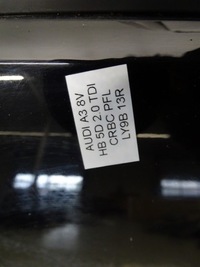 AUDI A3 8V
HB 5D 2.0 TDI
CRBC PFL
LY9B 13R